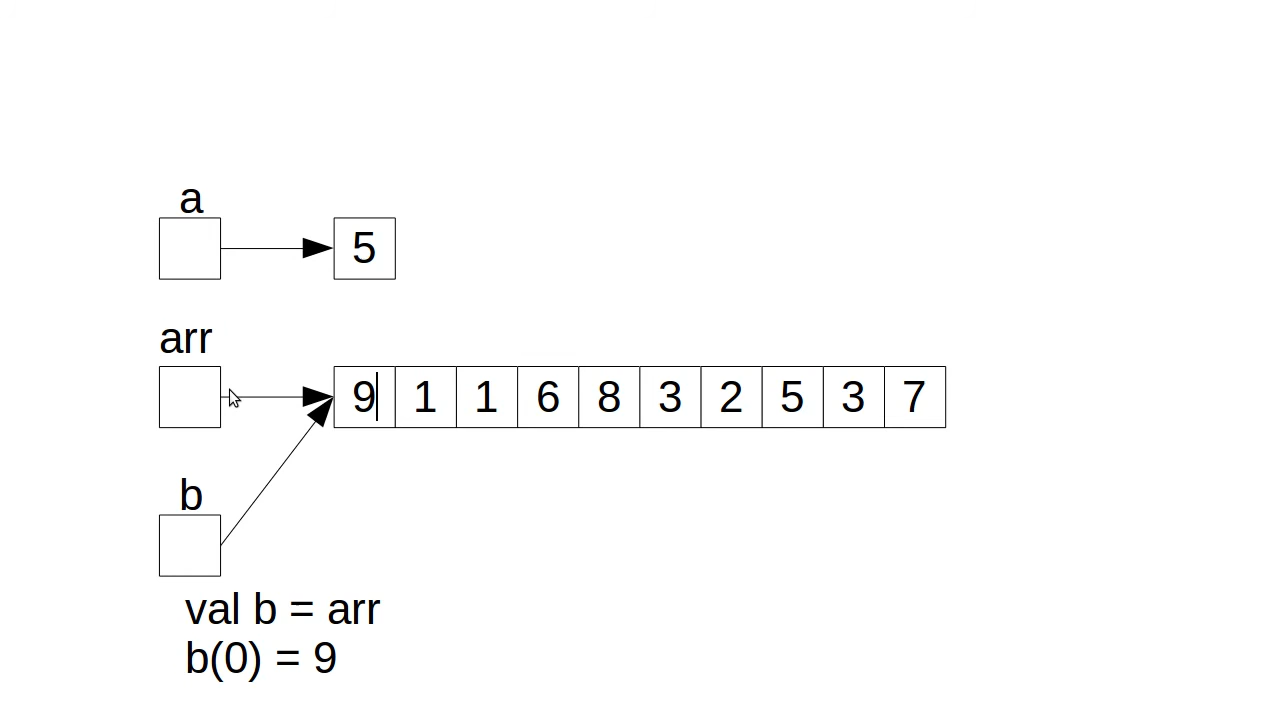 a
5
arr
9 1 1 6 8 3 2 5 3 7
b
val b = arr
b(0) = 9